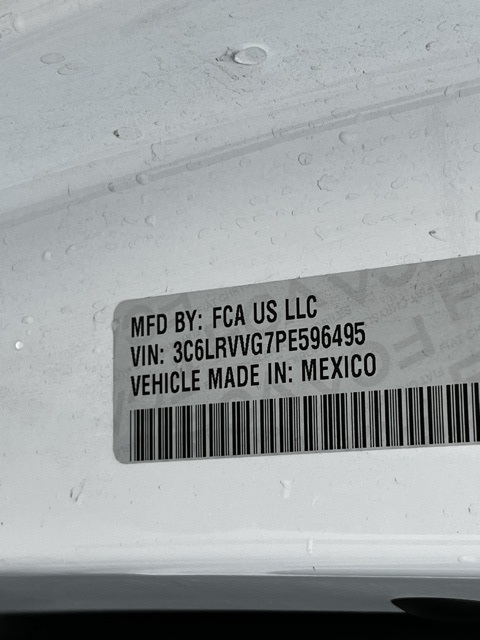 MFD BY: FCA US LLC
VIN: 3C6LRVVG7PE596495
VEHICLE MADE IN: MEXICO